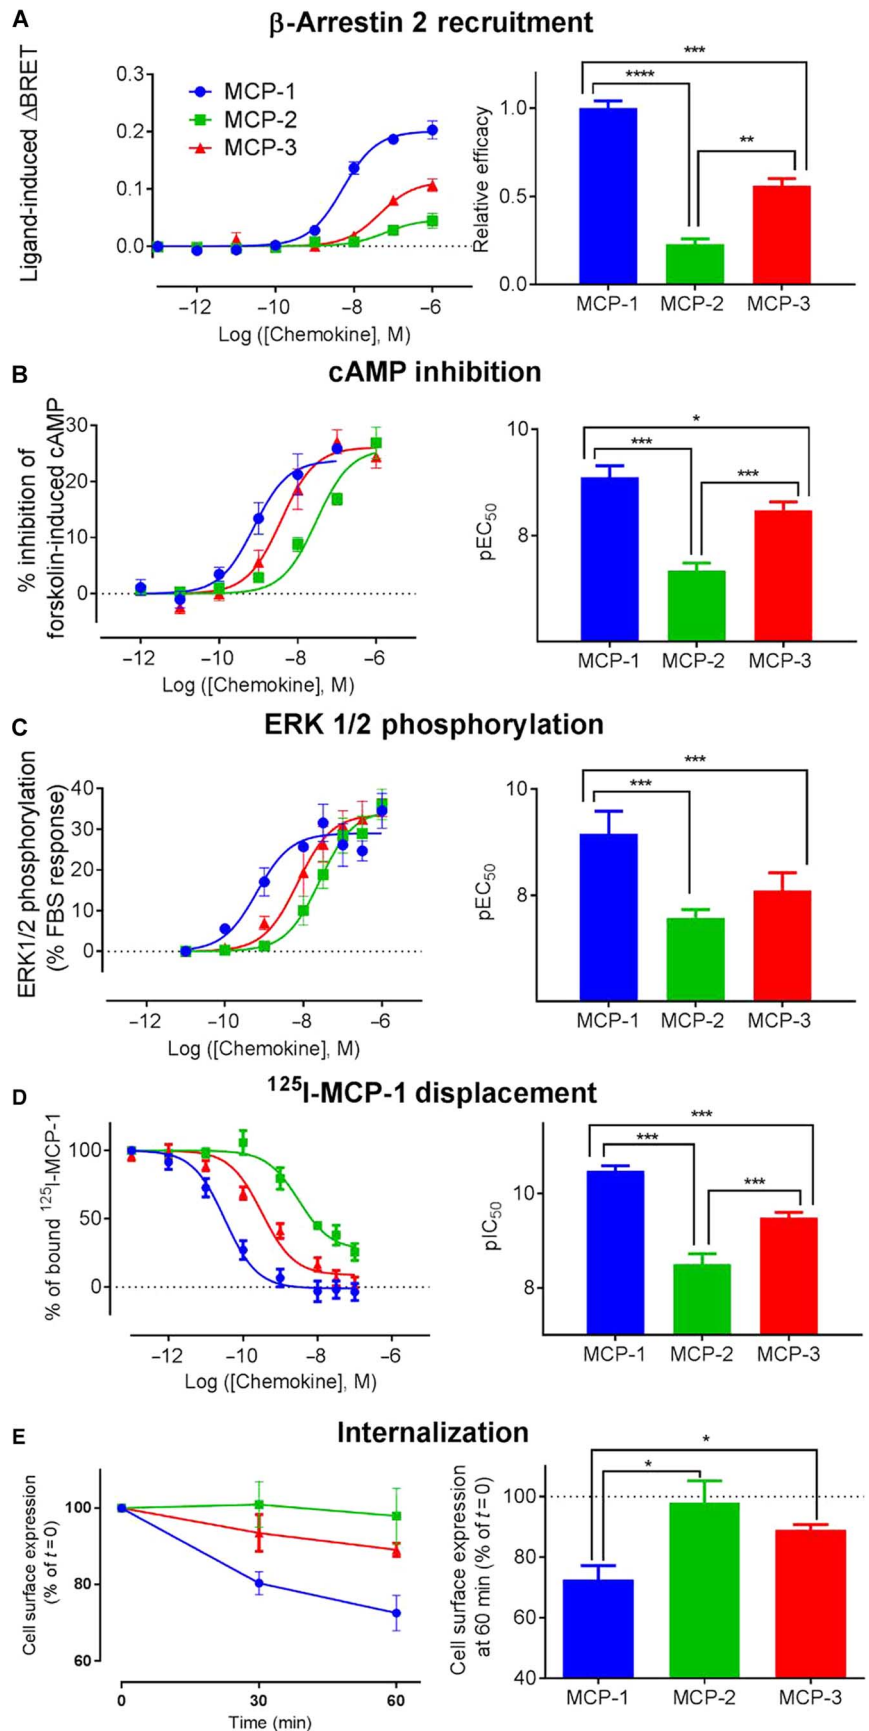 A
β-Arrestin 2 recruitment
Ligand-induced ΔBRET
0.3
0.2
0.1
0.0
MCP-1
MCP-2
MCP-3
−12 −10 −8 −6
Log ([Chemokine], M)
Relative efficacy
1.0
0.5
0.0
***
****
**
MCP-1 MCP-2 MCP-3
B
cAMP inhibition
% inhibition of
forskolin-induced cAMP
30
20
10
0
−12 −10 −8 −6
Log ([Chemokine], M)
pEC50
10
8
*
***
***
MCP-1 MCP-2 MCP-3
C
ERK 1/2 phosphorylation
ERK1/2 phosphorylation
(% FBS response)
40
30
20
10
0
−12 −10 −8 −6
Log ([Chemokine], M)
pEC50
10
8
***
***
MCP-1 MCP-2 MCP-3
D
125I-MCP-1 displacement
% of bound 125I-MCP-1
100
50
0
−12 −10 −8 −6
Log ([Chemokine], M)
pIC50
10
8
***
***
***
MCP-1 MCP-2 MCP-3
E
Internalization
Cell surface expression
(% of t=0)
100
80
60
0 30 60
Time (min)
Cell surface expression
at 60 min (% of t=0)
100
80
60
40
*
*
MCP-1 MCP-2 MCP-3